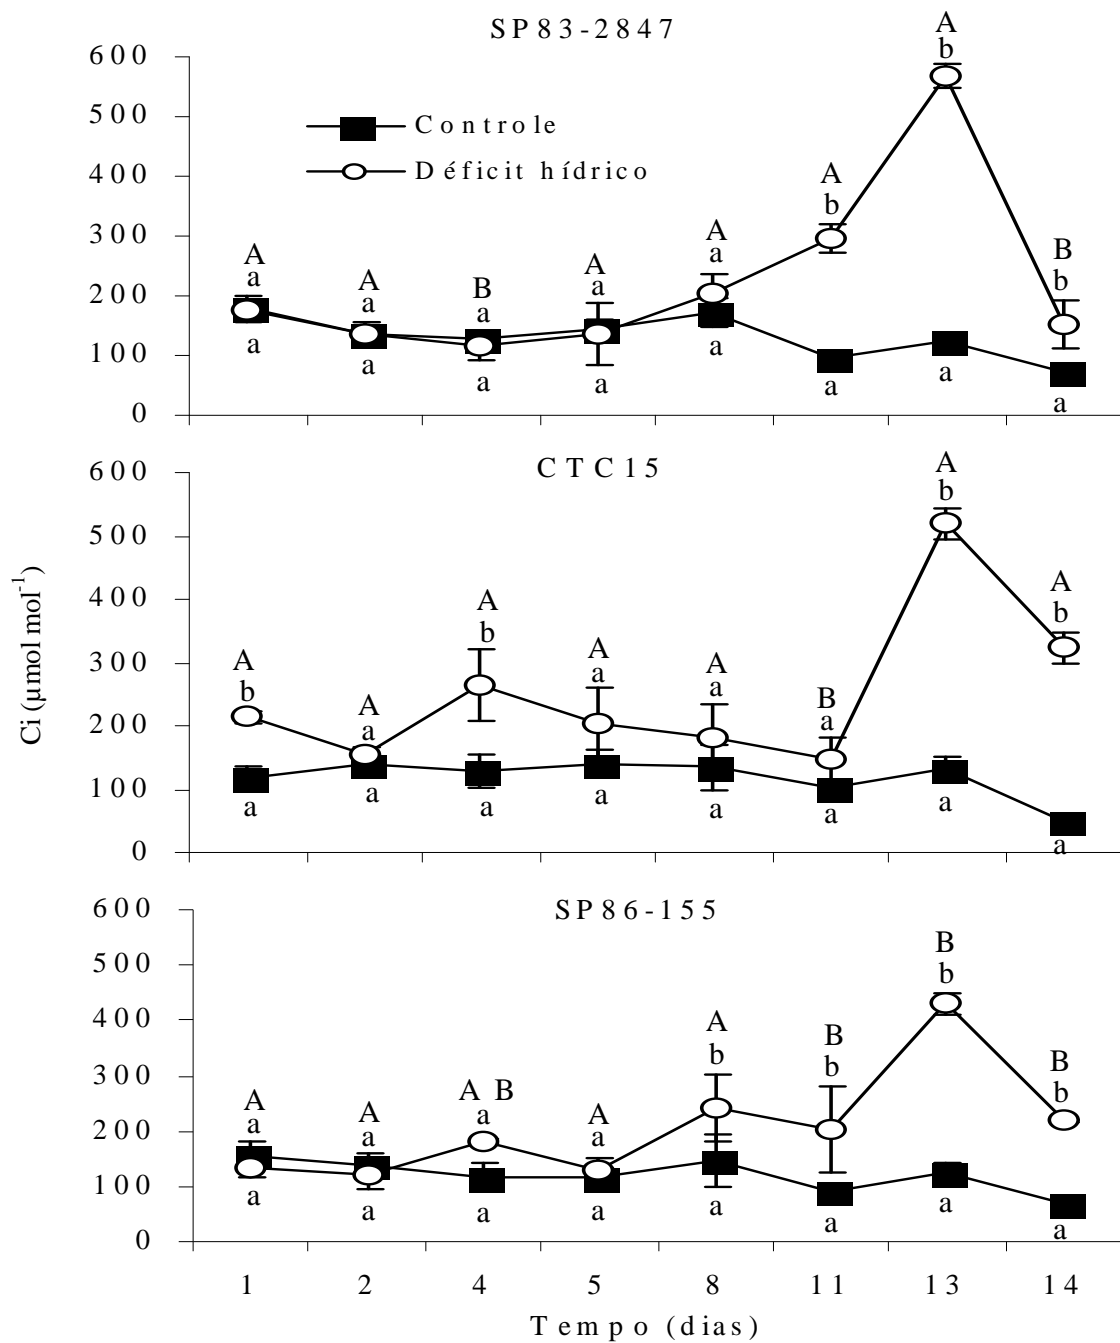 SP83-2847
Controle
Déficit hídrico
600
500
400
300
200
100
0
A A B A A A A B
a a a a a b b b
a a a a a a a a
CTC15
600
500
400
300
200
100
0
A A A A A B A A
b a b a a a b b
a a a a a a a a
SP86-155
600
500
400
300
200
100
0
A A A B A A B B B
a a a a b b b b
a a a a a a a a
Ci (µmol mol⁻¹)
1 2 4 5 8 11 13 14
Tempo (dias)